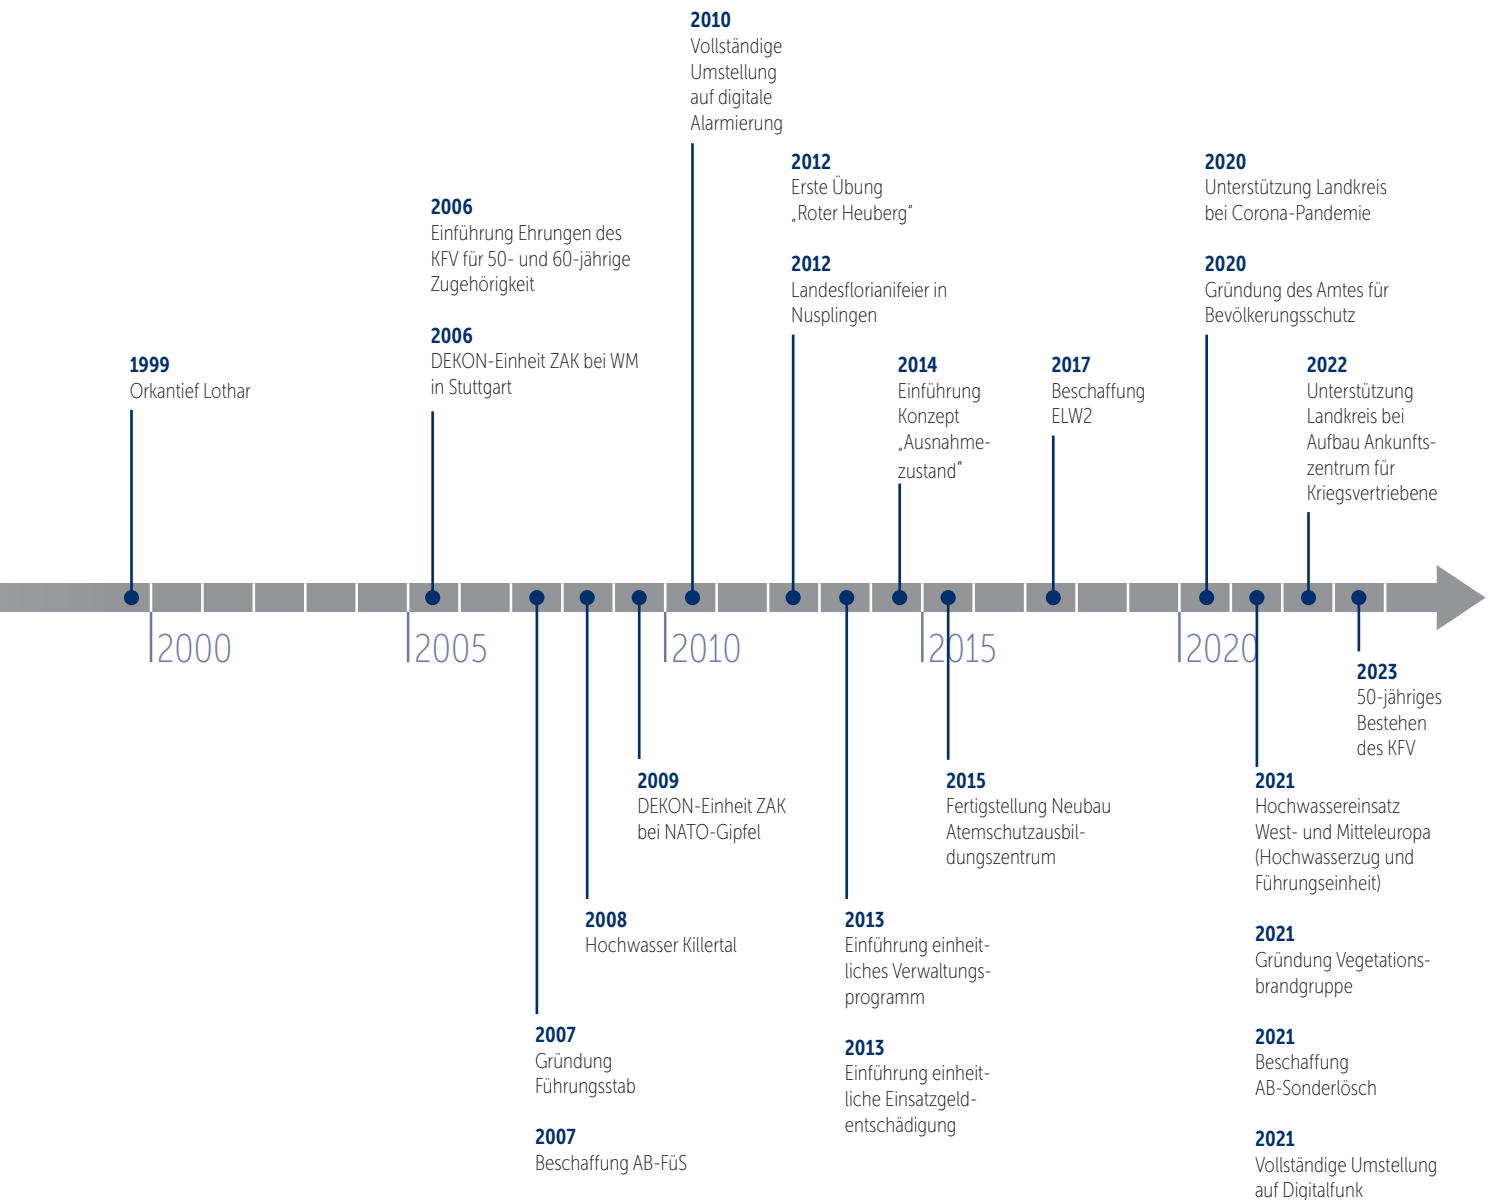 2010
Vollständige
Umstellung
auf digitale
Alarmierung
2012
Erste Übung
„Roter Heuberg“
2012
Landesflorianifeier in
Nusplingen
2020
Unterstützung Landkreis
bei Corona-Pandemie
2020
Gründung des Amtes für
Bevölkerungsschutz
2006
Einführung Ehrungen des
KFV für 50- und 60-jährige
Zugehörigkeit
2006
DEKON-Einheit ZAK bei WM
in Stuttgart
1999
Orkantief Lothar
2014
Einführung
Konzept
„Ausnahme-
zustand“
2017
Beschaffung
ELW2
2022
Unterstützung
Landkreis bei
Aufbau Ankunfts-
zentrum für
Kriegsvertriebene
2000
2005
2010
2015
2020
2023
50-jähriges
Bestehen
des KFV
2009
DEKON-Einheit ZAK
bei NATO-Gipfel
2015
Fertigstellung Neubau
Atemschutzausbil-
dungszentrum
2021
Hochwassereinsatz
West- und Mitteleuropa
(Hochwasserzug und
Führungseinheit)
2021
Gründung Vegetations-
brandgruppe
2021
Beschaffung
AB-Sonderlösch
2021
Vollständige Umstellung
auf Digitalfunk
2008
Hochwasser Killertal
2013
Einführung einheit-
liches Verwaltungs-
programm
2013
Einführung einheit-
liche Einsatzgeld-
entschädigung
2007
Gründung
Führungsstab
2007
Beschaffung AB-FüS